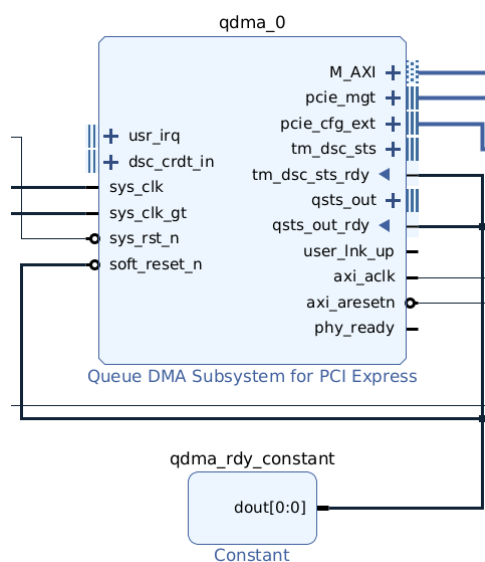 qdma_0
M_AXI
pcie_mgt
pcie_cfg_ext
usr_irq
tm_dsc_sts
dsc_crdt_in
tm_dsc_sts_rdy
sys_clk
qsts_out
sys_clk_gt
qsts_out_rdy
sys_rst_n
user_lnk_up
soft_reset_n
axi_aclk
axi_aresetn
phy_ready
Queue DMA Subsystem for PCI Express
qdma_rdy_constant
dout[0:0]
Constant